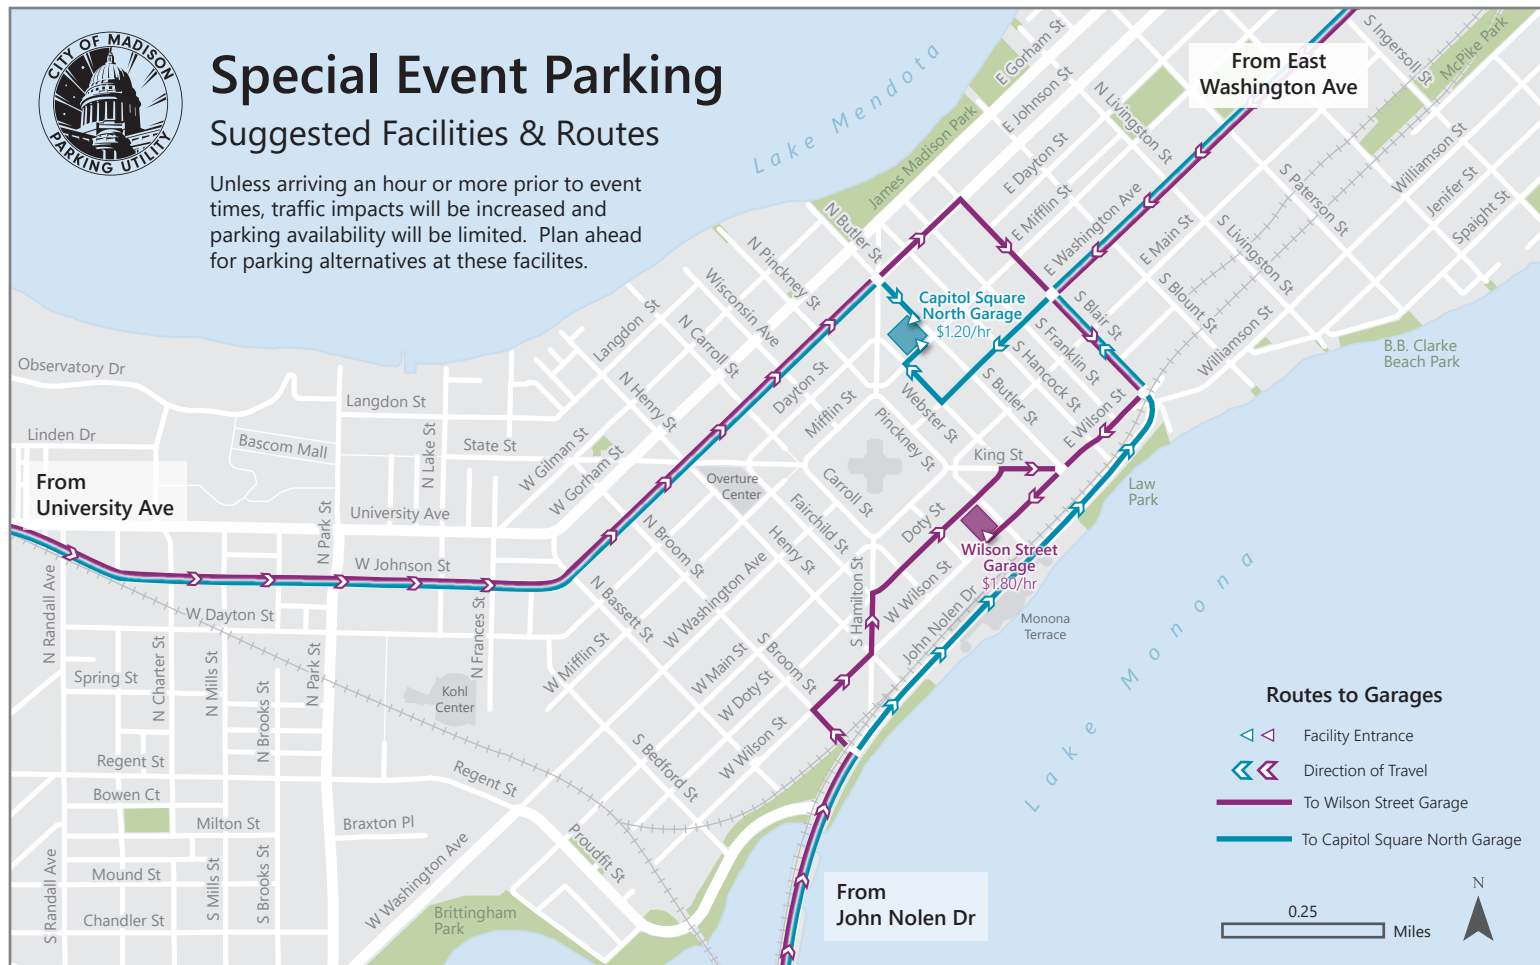 CITY OF MADISON
PARKING UTILITY
Special Event Parking
Suggested Facilities & Routes
Unless arriving an hour or more prior to event
times, traffic impacts will be increased and
parking availability will be limited.  Plan ahead
for parking alternatives at these facilites.
From East
Washington Ave
S Ingersoll St
McPike Park
E Gorham St
E Johnson St
N Livingston St
Lake Mendota
James Madison Park
E Dayton St
E Mifflin St
E Washington Ave
E Main St
S Paterson St
S Livingston St
Williamson St
Jenifer St
Spaight St
N Butler St
N Pinckney St
Wisconsin Ave
N Carroll St
Langdon St
N Henry St
Capitol Square
North Garage
$1.20/hr
S Blair St
S Blount St
Williamson St
S Franklin St
S Hancock St
S Butler St
E Wilson St
B.B. Clarke
Beach Park
Observatory Dr
Langdon St
Linden Dr
Bascom Mall
N Lake St
State St
W Gilman St
W Gorham St
Dayton St
Mifflin St
Webster St
Pinckney St
King St
Law
Park
From
University Ave
University Ave
N Park St
W Johnson St
Overture
Center
Carroll St
Fairchild St
Henry St
Doty St
Wilson Street
Garage
$1.80/hr
N Broom St
N Bassett St
W Washington Ave
S Hamilton St
W Wilson St
John Nolen Dr
Monona
Terrace
Lake Monona
N Randall Ave
W Dayton St
N Frances St
Spring St
N Charter St
N Mills St
N Brooks St
N Park St
Kohl
Center
W Mifflin St
W Main St
W Doty St
S Broom St
W Wilson St
S Bedford St
Regent St
Regent St
Bowen Ct
Milton St
Braxton Pl
Mound St
Chandler St
S Randall Ave
S Mills St
S Brooks St
W Washington Ave
Proudfit St
Brittingham
Park
From
John Nolen Dr
Routes to Garages
Facility Entrance
Direction of Travel
To Wilson Street Garage
To Capitol Square North Garage
0.25
Miles
N